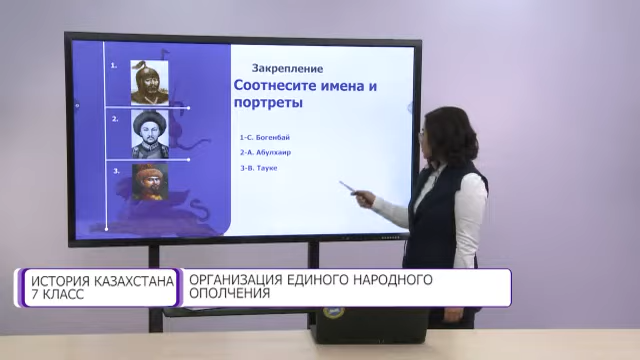 Закрепление
Соотнесите имена и
портреты
1.
2.
3.
1-С. Богенбай
2-А. Абулхаир
3-В. Тауке
ИСТОРИЯ КАЗАХСТАНА
7 КЛАСС
ОРГАНИЗАЦИЯ ЕДИНОГО НАРОДНОГО
ОПОЛЧЕНИЯ